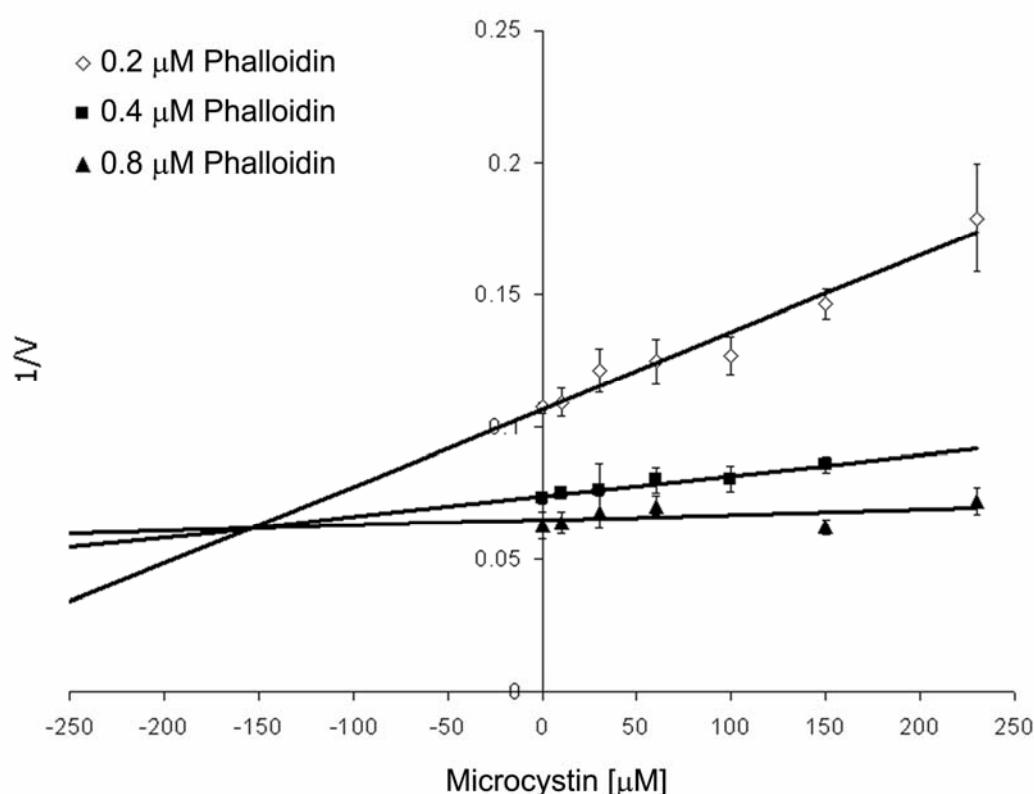 0.25
0.2 μM Phalloidin
0.4 μM Phalloidin
0.8 μM Phalloidin
0.2
0.15
1/V
0.1
0.05
0
-250 -200 -150 -100 -50 0 50 100 150 200 250
Microcystin [μM]